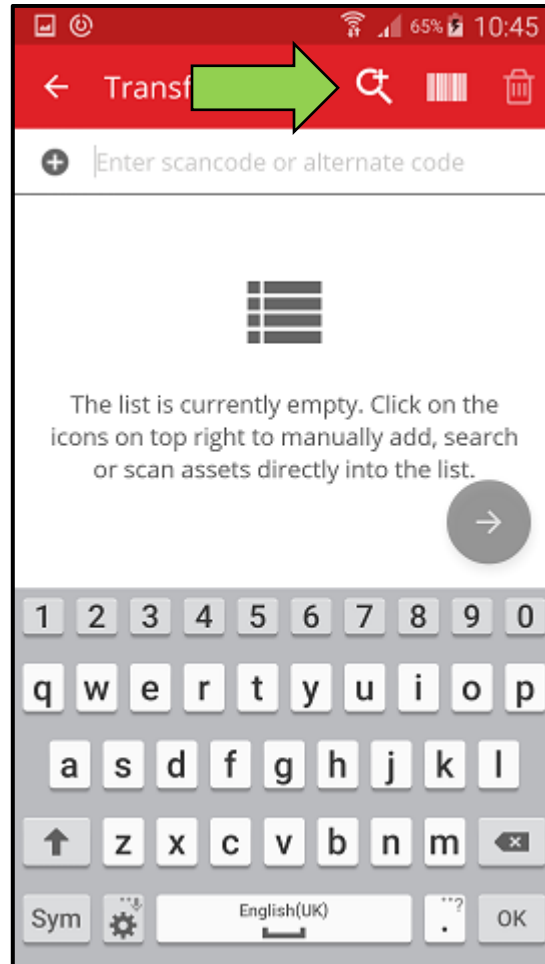 65% 10:45
Transf
Enter scancode or alternate code
The list is currently empty. Click on the
icons on top right to manually add, search
or scan assets directly into the list.
1 2 3 4 5 6 7 8 9 0
q w e r t y u i o p
a s d f g h j k l
z x c v b n m
Sym English(UK) ..? . OK